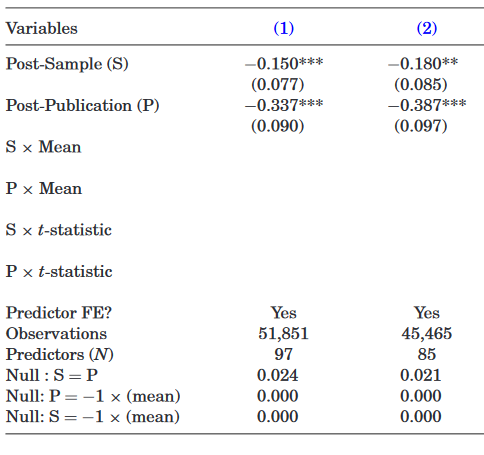 Variables (1) (2)
Post-Sample (S) −0.150*** −0.180**
(0.077) (0.085)
Post-Publication (P) −0.337*** −0.387***
(0.090) (0.097)
S × Mean
P × Mean
S × t-statistic
P × t-statistic
Predictor FE? Yes Yes
Observations 51,851 45,465
Predictors (N) 97 85
Null : S = P 0.024 0.021
Null: P = −1 × (mean) 0.000 0.000
Null: S = −1 × (mean) 0.000 0.000